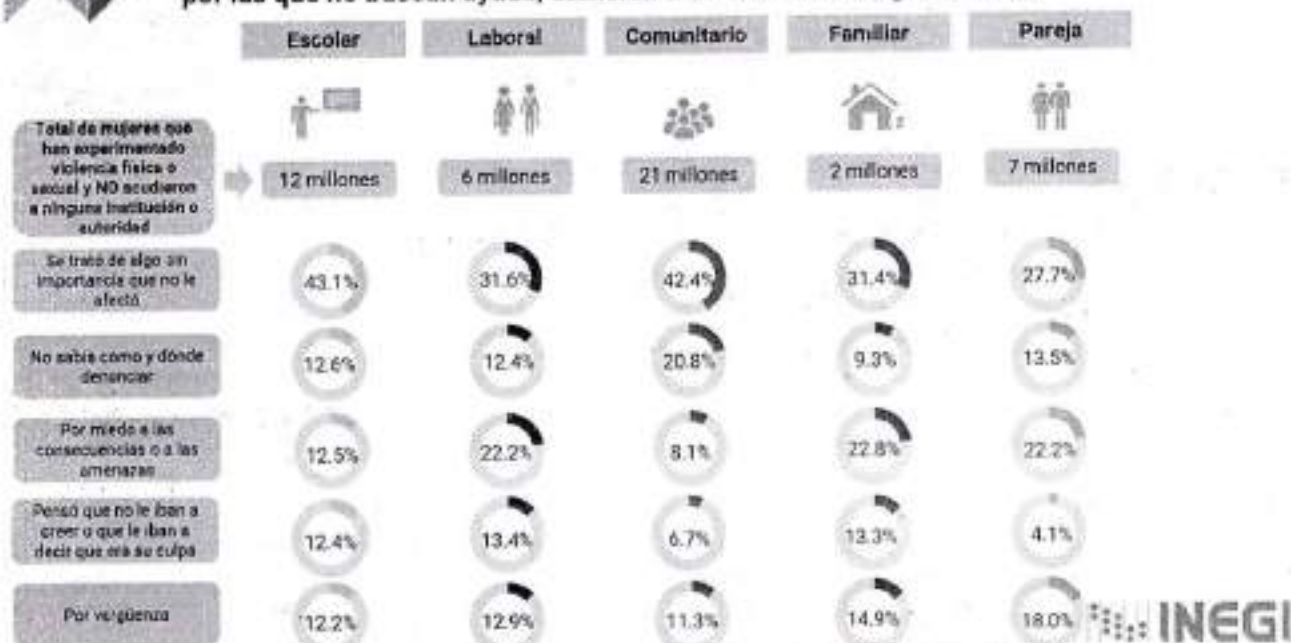 por las que no buscan ayuda,
Escolar Laboral Comunitario Familiar Pareja
Total de mujeres que
han experimentado
violencia física o
sexual y NO acudieron
a ninguna institución o
autoridad
12 millones 6 millones 21 millones 2 millones 7 millones
Se trató de algo sin
importancia que no le
afectó
43.1% 31.6% 42.4% 31.4% 27.7%
No sabía cómo y dónde
denunciar
12.6% 12.4% 20.8% 9.3% 13.5%
Por miedo a las
consecuencias o a las
amenazas
12.5% 22.2% 8.1% 22.8% 22.2%
Pensó que no le iban a
creer o que le iban a
decir que era su culpa
12.4% 13.4% 6.7% 13.3% 4.1%
Por vergüenza
12.2% 12.9% 11.3% 14.9% 18.0%
INEGI